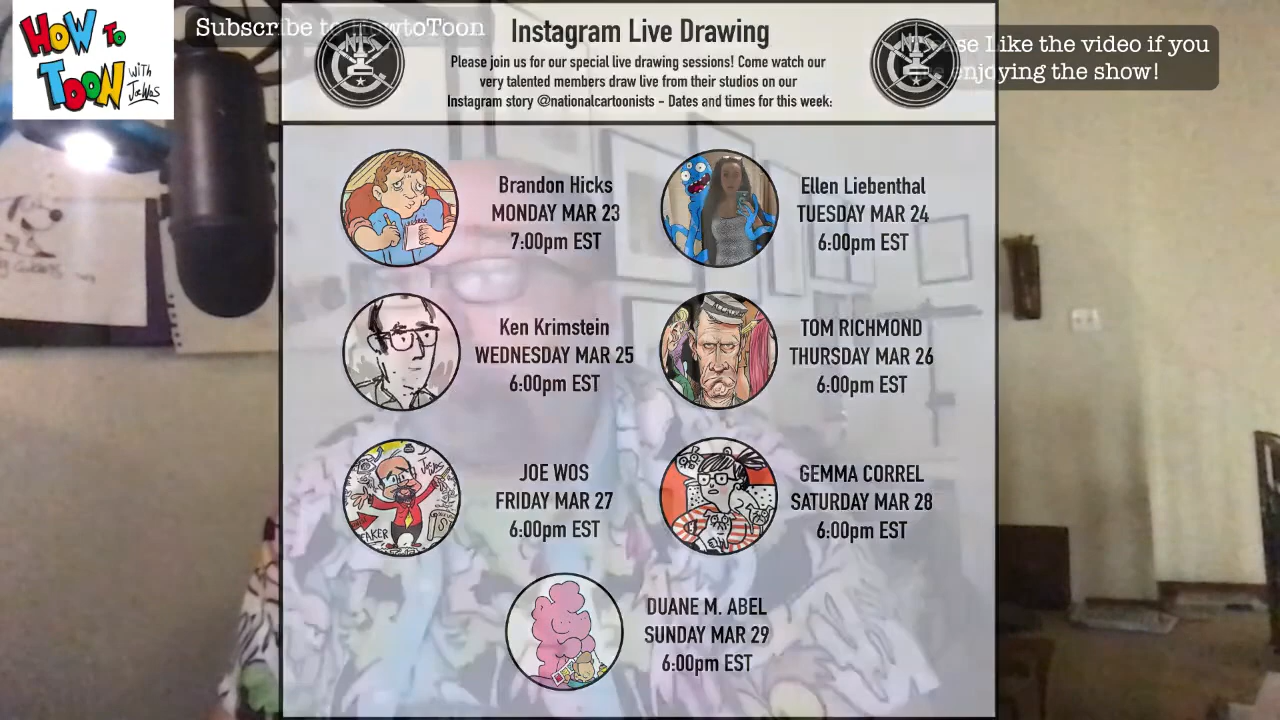 HOW TO
TOON
WITH
JoeWos
Subscribe to HowtoToon
Instagram Live Drawing
Please join us for our special live drawing sessions! Come watch our
very talented members draw live from their studios on our
Instagram story @nationalcartoonists - Dates and times for this week:
NCS
NCS
se Like the video if you
enjoying the show!
Brandon Hicks
MONDAY MAR 23
7:00pm EST
Ellen Liebenthal
TUESDAY MAR 24
6:00pm EST
Ken Krimstein
WEDNESDAY MAR 25
6:00pm EST
TOM RICHMOND
THURSDAY MAR 26
6:00pm EST
JOE WOS
FRIDAY MAR 27
6:00pm EST
GEMMA CORREL
SATURDAY MAR 28
6:00pm EST
DUANE M. ABEL
SUNDAY MAR 29
6:00pm EST